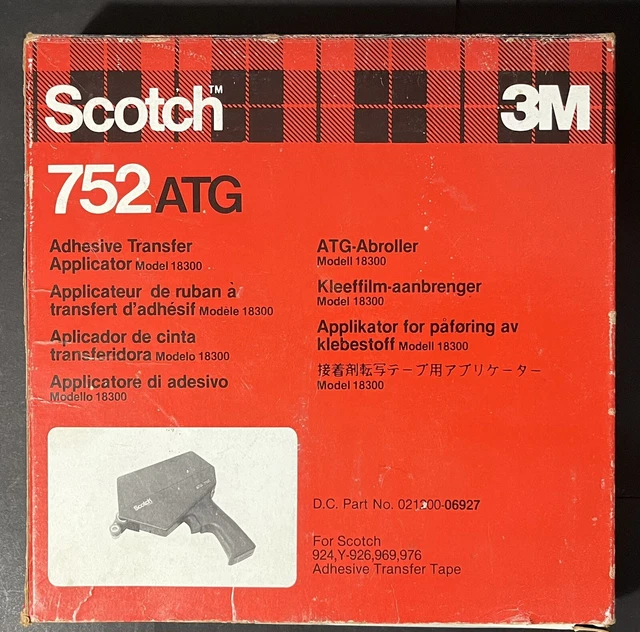 Scotch™
3M
752 ATG
Adhesive Transfer
Applicator Model 18300
Applicateur de ruban à
transfert d'adhésif Modèle 18300
Aplicador de cinta
transferidora Modelo 18300
Applicatore di adesivo
Modello 18300
ATG-Abroller
Modell 18300
Kleeffilm-aanbrenger
Model 18300
Applikator for påføring av
klebestoff Modell 18300
接着剤転写テープ用アプリケーター
Model 18300
Scotch
D.C. Part No. 021200-06927
For Scotch
924,Y-926,969,976
Adhesive Transfer Tape